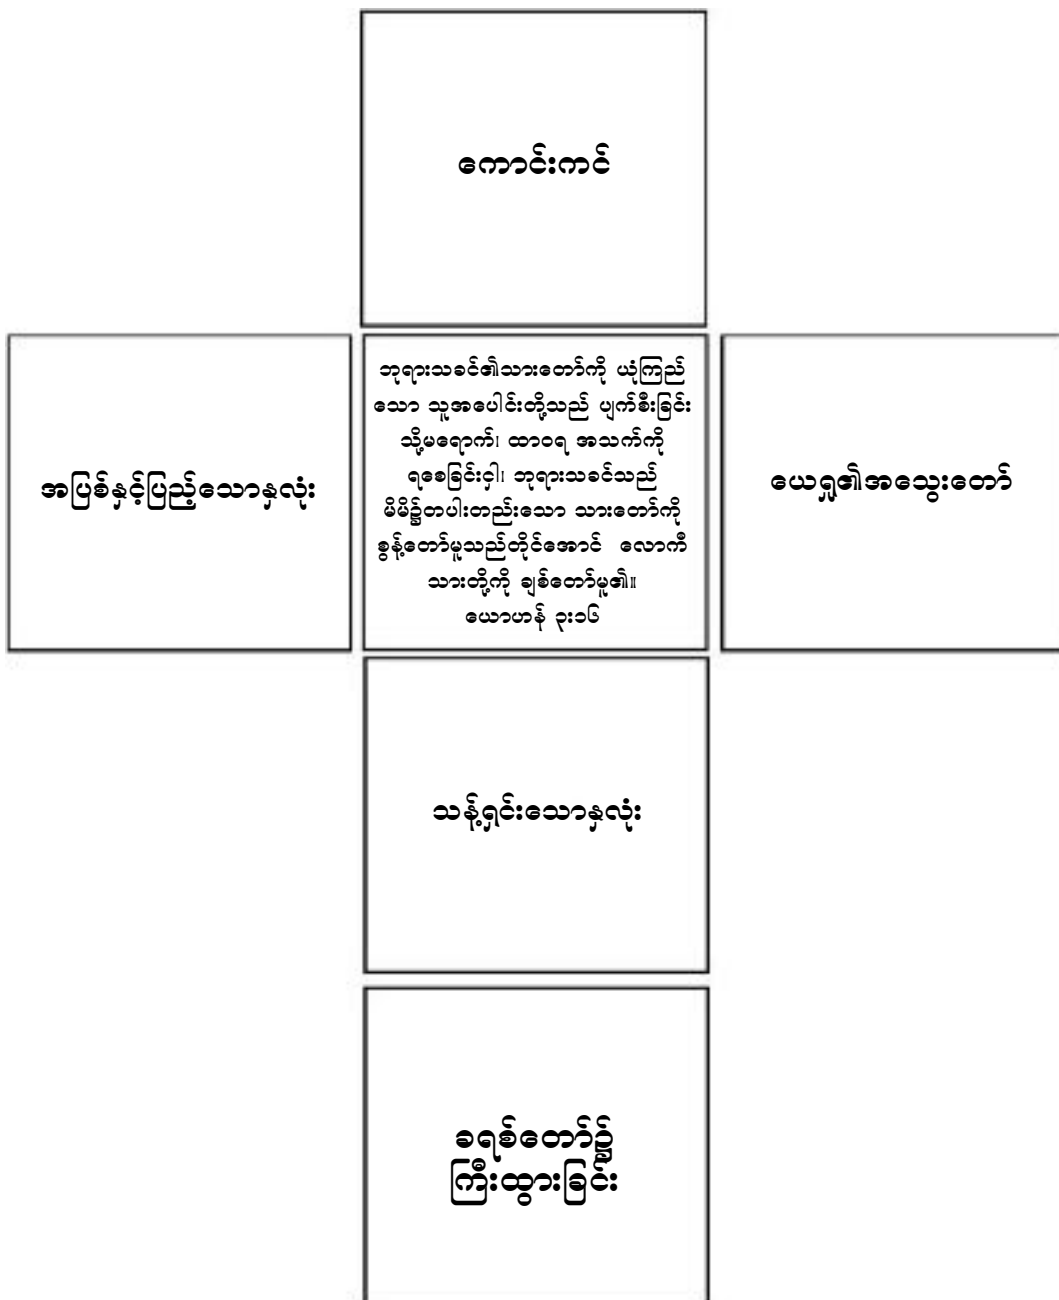 ကောင်းကင်
အပြစ်နှင့်ပြည့်သောနှလုံး
ဘုရားသခင်၏သားတော်ကို ယုံကြည်
သော သူအပေါင်းတို့သည် ပျက်စီးခြင်း
သို့မရောက်၊ ထာဝရ အသက်ကို
ရစေခြင်းငှါ၊ ဘုရားသခင်သည်
မိမိ၌တပါးတည်းသော သားတော်ကို
စွန့်တော်မူသည်တိုင်အောင် လောကီ
သားတို့ကို ချစ်တော်မူ၏။
ယောဟန် ၃း၁၆
ယေရှု၏အသွေးတော်
သန့်ရှင်းသောနှလုံး
ခရစ်တော်၌
ကြီးထွားခြင်း